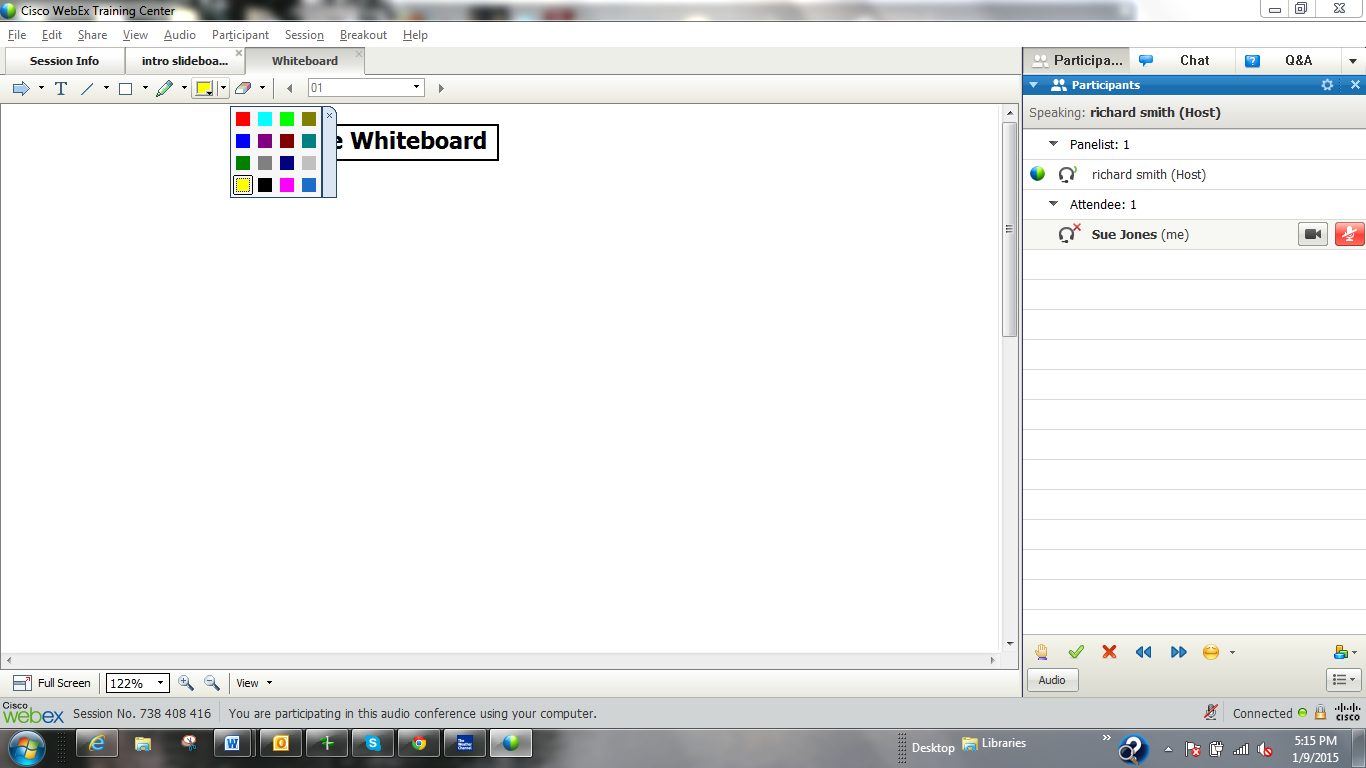 Cisco WebEx Training Center
File Edit Share View Audio Participant Session Breakout Help
Session Info intro slideboa... Whiteboard
T 01
e Whiteboard
Full Screen 122% View
Participa... Chat Q&A
Participants
Speaking: richard smith (Host)
Panelist: 1
richard smith (Host)
Attendee: 1
Sue Jones (me)
Audio
Cisco webex Session No. 738 408 416 You are participating in this audio conference using your computer. Connected CISCO
Desktop Libraries
5:15 PM
1/9/2015